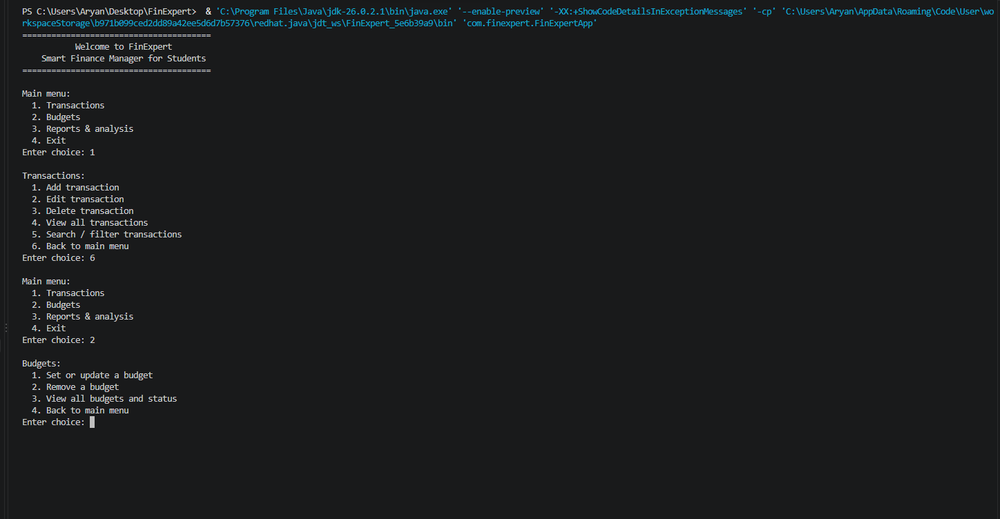 PS C:\Users\Aryan\Desktop\FinExpert>  & 'C:\Program Files\Java\jdk-26.0.2.1\bin\java.exe' '--enable-preview' '-XX:+ShowCodeDetailsInExceptionMessages' '-cp' 'C:\Users\Aryan\AppData\Roaming\Code\User\wo
rkspaceStorage\b971b099ced2dd89a42ee5d6d7b57376\redhat.java\jdt_ws\FinExpert_5e6b39a9\bin' 'com.finexpert.FinExpertApp'
=======================================
           Welcome to FinExpert
    Smart Finance Manager for Students
=======================================

Main menu:
  1. Transactions
  2. Budgets
  3. Reports & analysis
  4. Exit
Enter choice: 1

Transactions:
  1. Add transaction
  2. Edit transaction
  3. Delete transaction
  4. View all transactions
  5. Search / filter transactions
  6. Back to main menu
Enter choice: 6

Main menu:
  1. Transactions
  2. Budgets
  3. Reports & analysis
  4. Exit
Enter choice: 2

Budgets:
  1. Set or update a budget
  2. Remove a budget
  3. View all budgets and status
  4. Back to main menu
Enter choice: